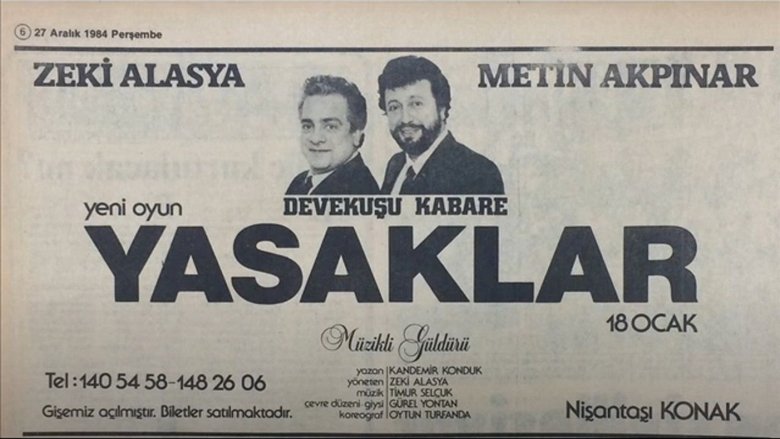 6 27 Aralık 1984 Perşembe
ZEKİ ALASYA
METİN AKPINAR
DEVEKUŞU KABARE
yeni oyun
YASAKLAR
18 OCAK
Müzikli Güldürü
yazan KANDEMİR KONDUK
yöneten ZEKİ ALASYA
müzik TİMUR SELÇUK
çevre düzeni-giysi GÜREL YONTAN
koreograf OYTUN TURFANDA
Tel: 140 54 58-148 26 06
Gişemiz açılmıştır. Biletler satılmaktadır.
Nişantaşı KONAK